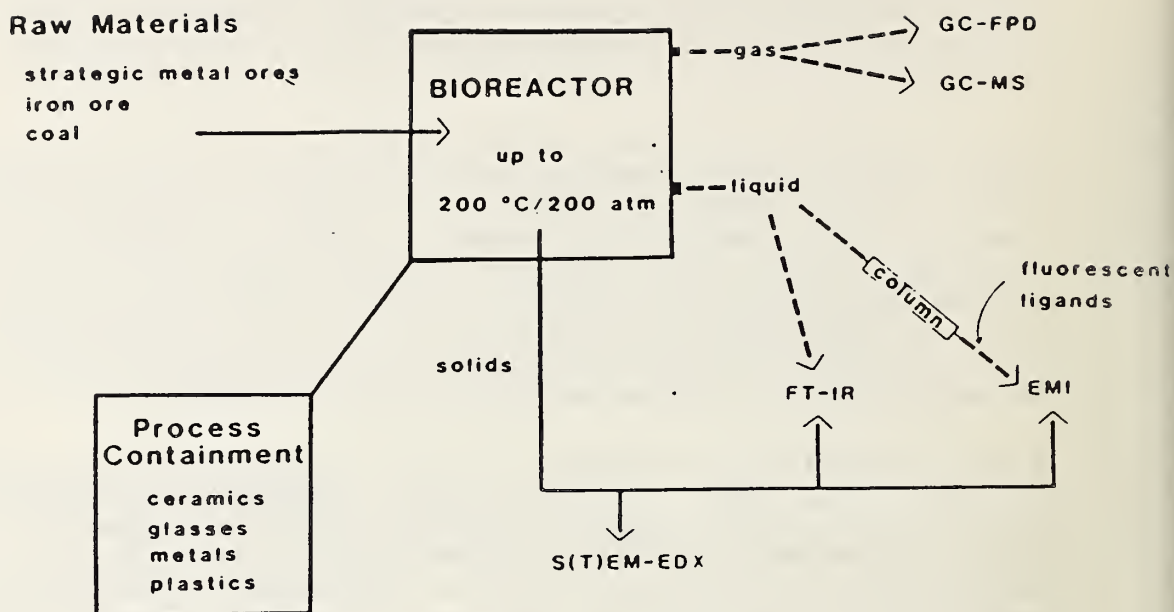 Raw Materials
strategic metal ores
iron ore
coal
BIOREACTOR
up to
200 °C/200 atm
gas
GC-FPD
GC-MS
liquid
column
fluorescent
ligands
solids
FT-IR
EMI
S(T)EM-EDX
Process
Containment
ceramics
glasses
metals
plastics